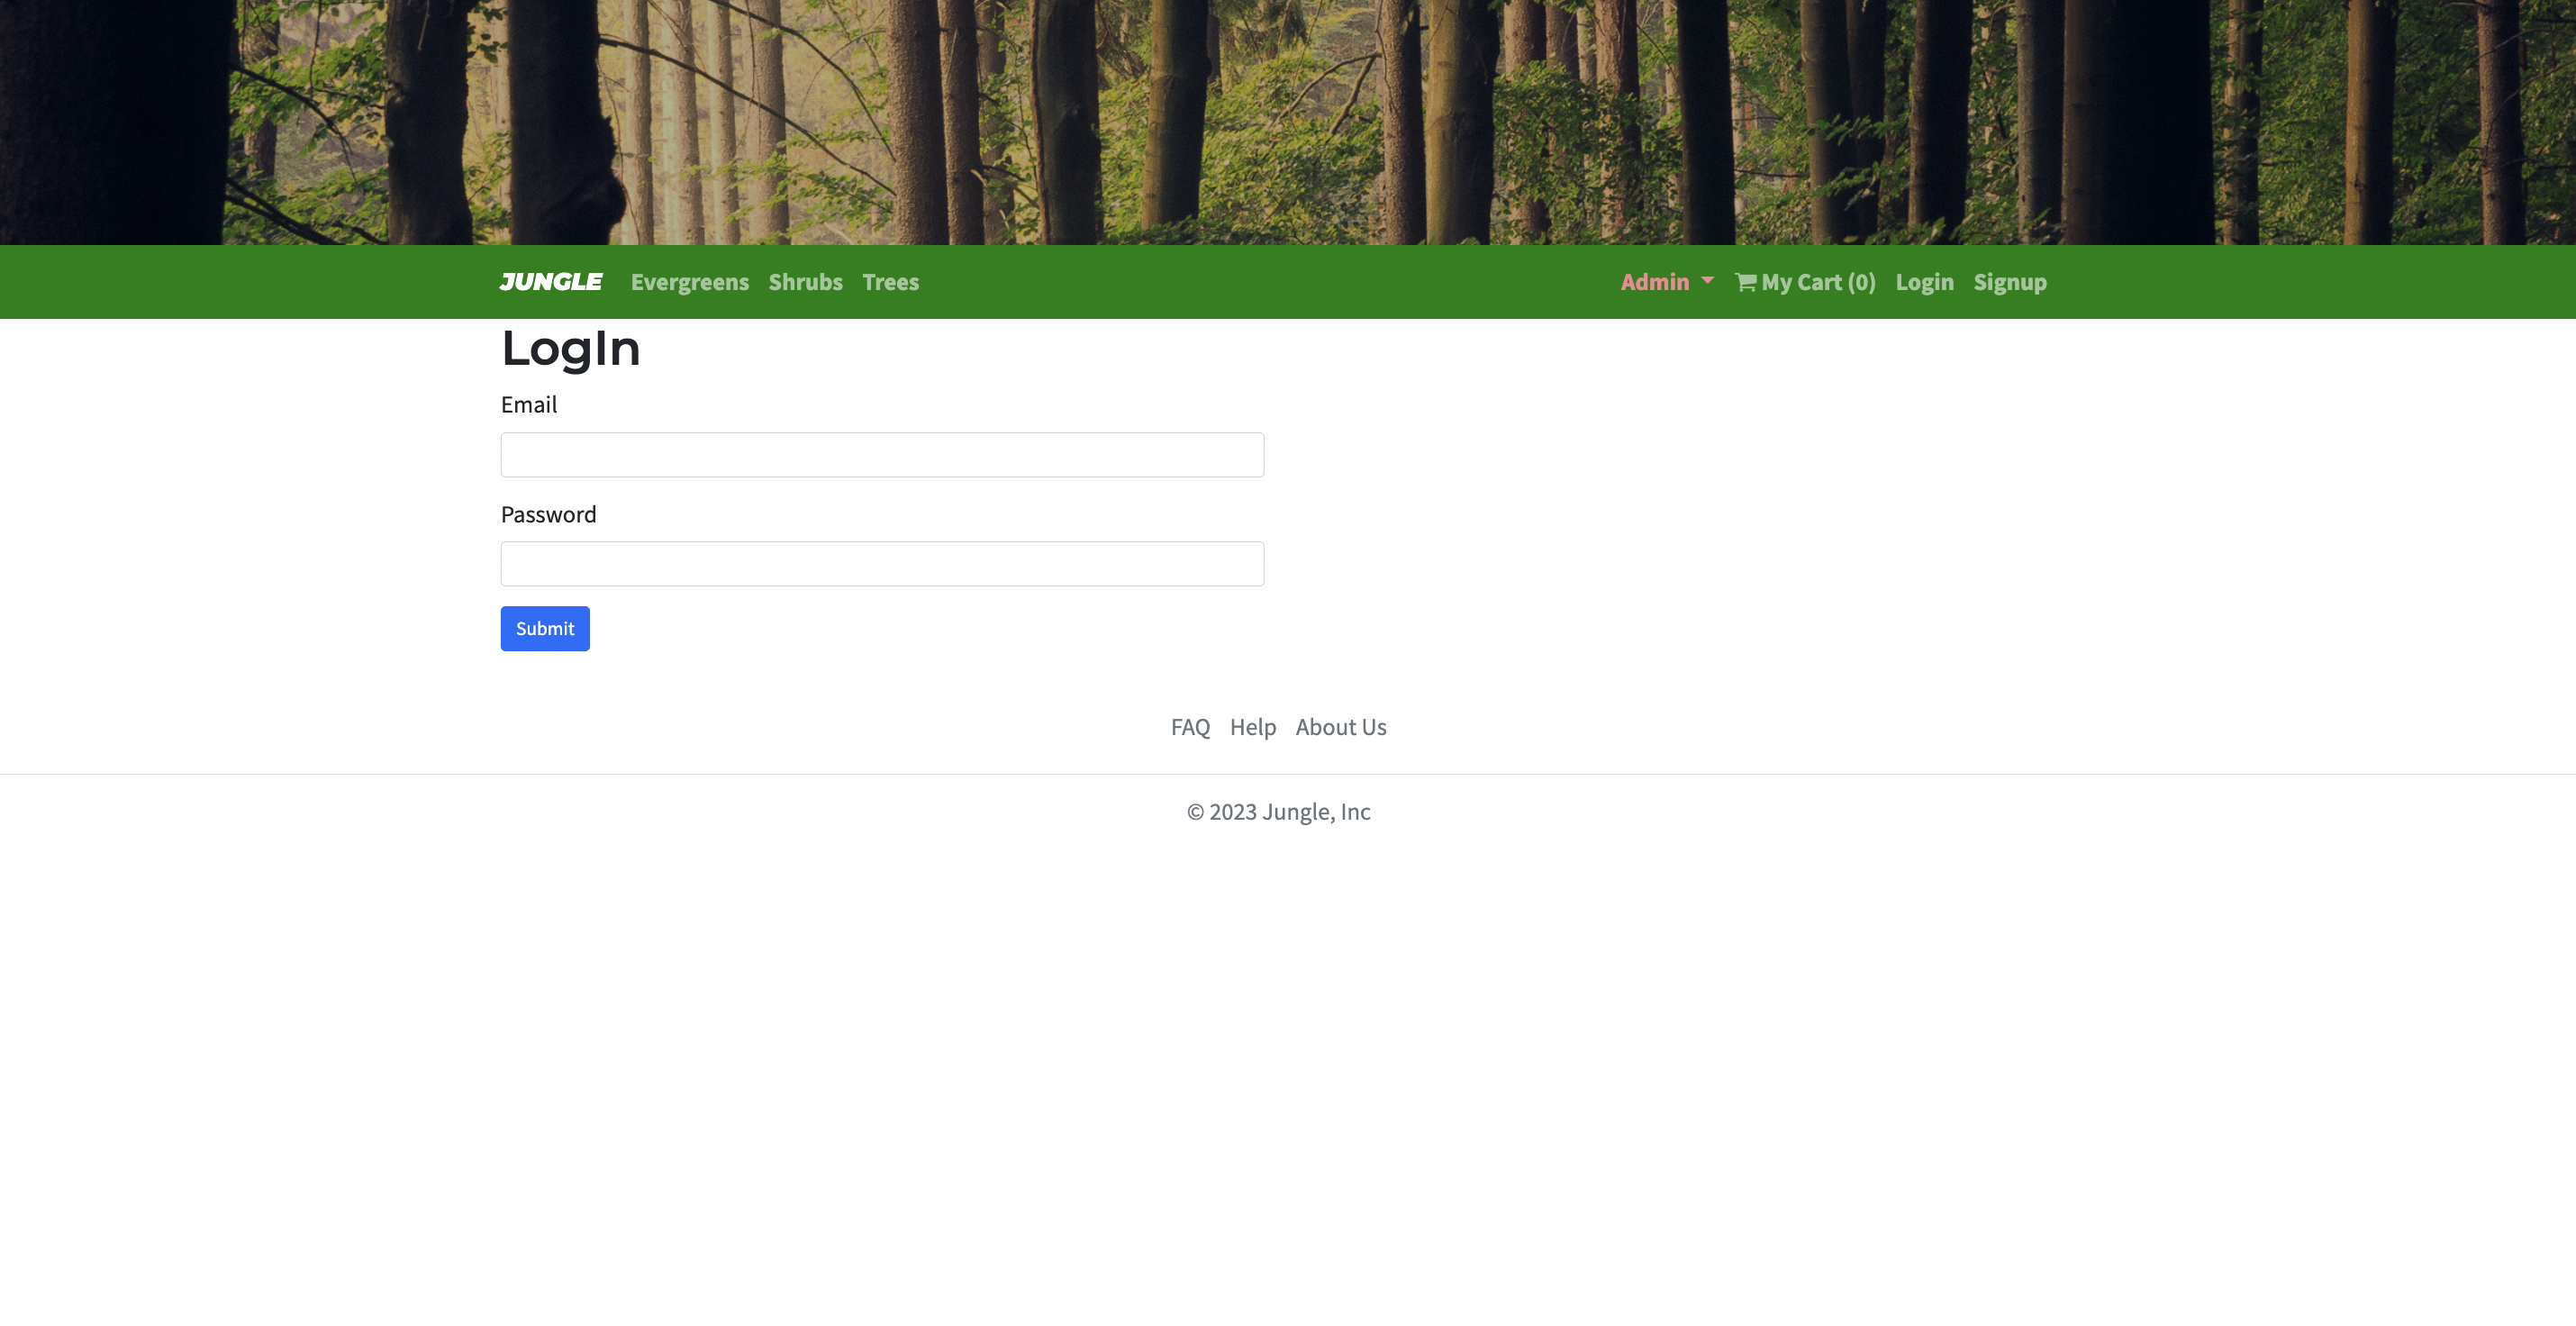 JUNGLE Evergreens Shrubs Trees Admin My Cart (0) Login Signup
LogIn
Email
Password
Submit
FAQ Help About Us
© 2023 Jungle, Inc